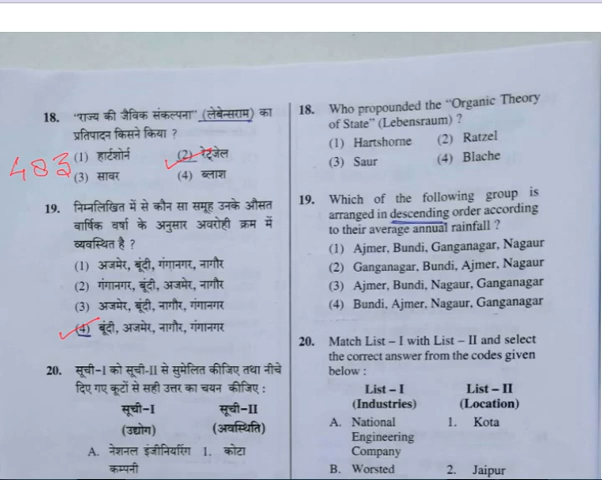 18. "राज्य की जैविक संकल्पना" (लेबेन्सराम) का
प्रतिपादन किसने किया ?
(1) हार्टशोर्न (2) रेट्जेल
483
(3) सावर (4) ब्लाश
19. निम्नलिखित में से कौन सा समूह उनके औसत
वार्षिक वर्षा के अनुसार अवरोही क्रम में
व्यवस्थित है ?
(1) अजमेर, बूंदी, गंगानगर, नागौर
(2) गंगानगर, बूंदी, अजमेर, नागौर
(3) अजमेर, बूंदी, नागौर, गंगानगर
(4) बूंदी, अजमेर, नागौर, गंगानगर
20. सूची-I को सूची-II से सुमेलित कीजिए तथा नीचे
दिए गए कूटों से सही उत्तर का चयन कीजिए :
सूची-I सूची-II
(उद्योग) (अवस्थिति)
A. नेशनल इंजीनियरिंग 1. कोटा
कम्पनी
18. Who propounded the "Organic Theory
of State" (Lebensraum) ?
(1) Hartshorne (2) Ratzel
(3) Saur (4) Blache
19. Which of the following group is
arranged in descending order according
to their average annual rainfall ?
(1) Ajmer, Bundi, Ganganagar, Nagaur
(2) Ganganagar, Bundi, Ajmer, Nagaur
(3) Ajmer, Bundi, Nagaur, Ganganagar
(4) Bundi, Ajmer, Nagaur, Ganganagar
20. Match List – I with List – II and select
the correct answer from the codes given
below :
List – I List – II
(Industries) (Location)
A. National 1. Kota
Engineering
Company
B. Worsted 2. Jaipur